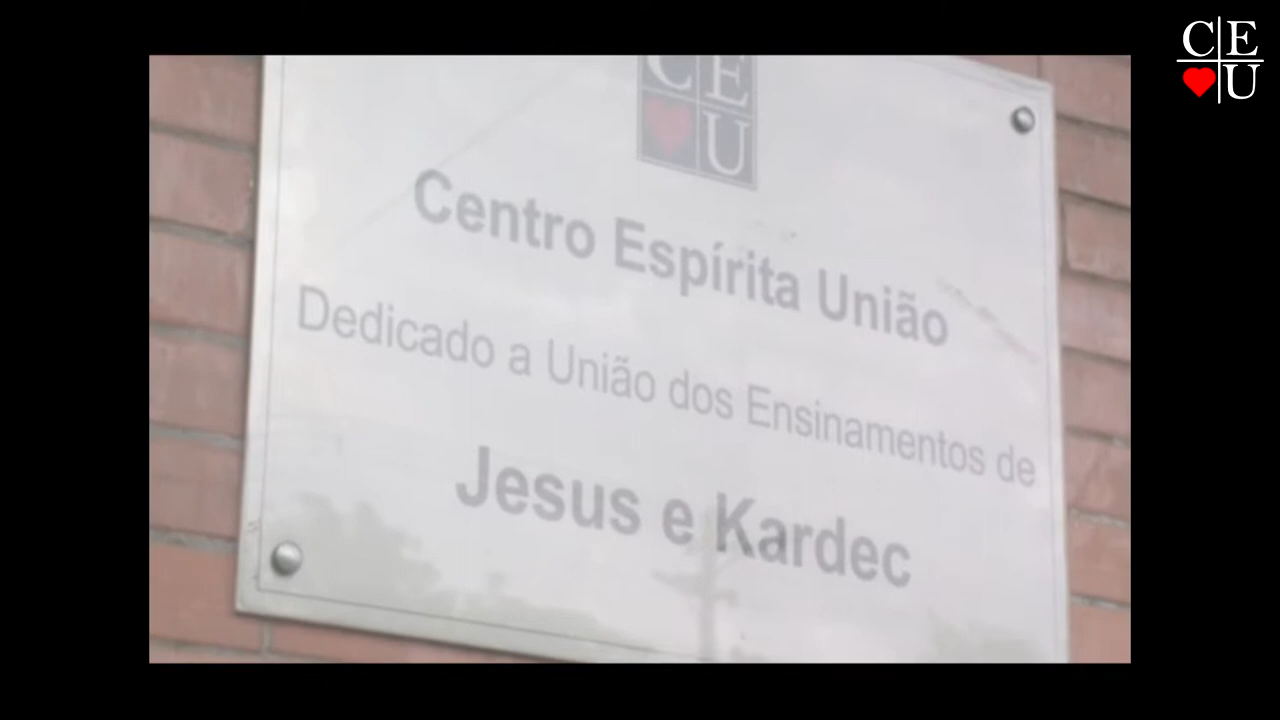 CE
U
CE
U
Centro Espírita União
Dedicado a União dos Ensinamentos de
Jesus e Kardec